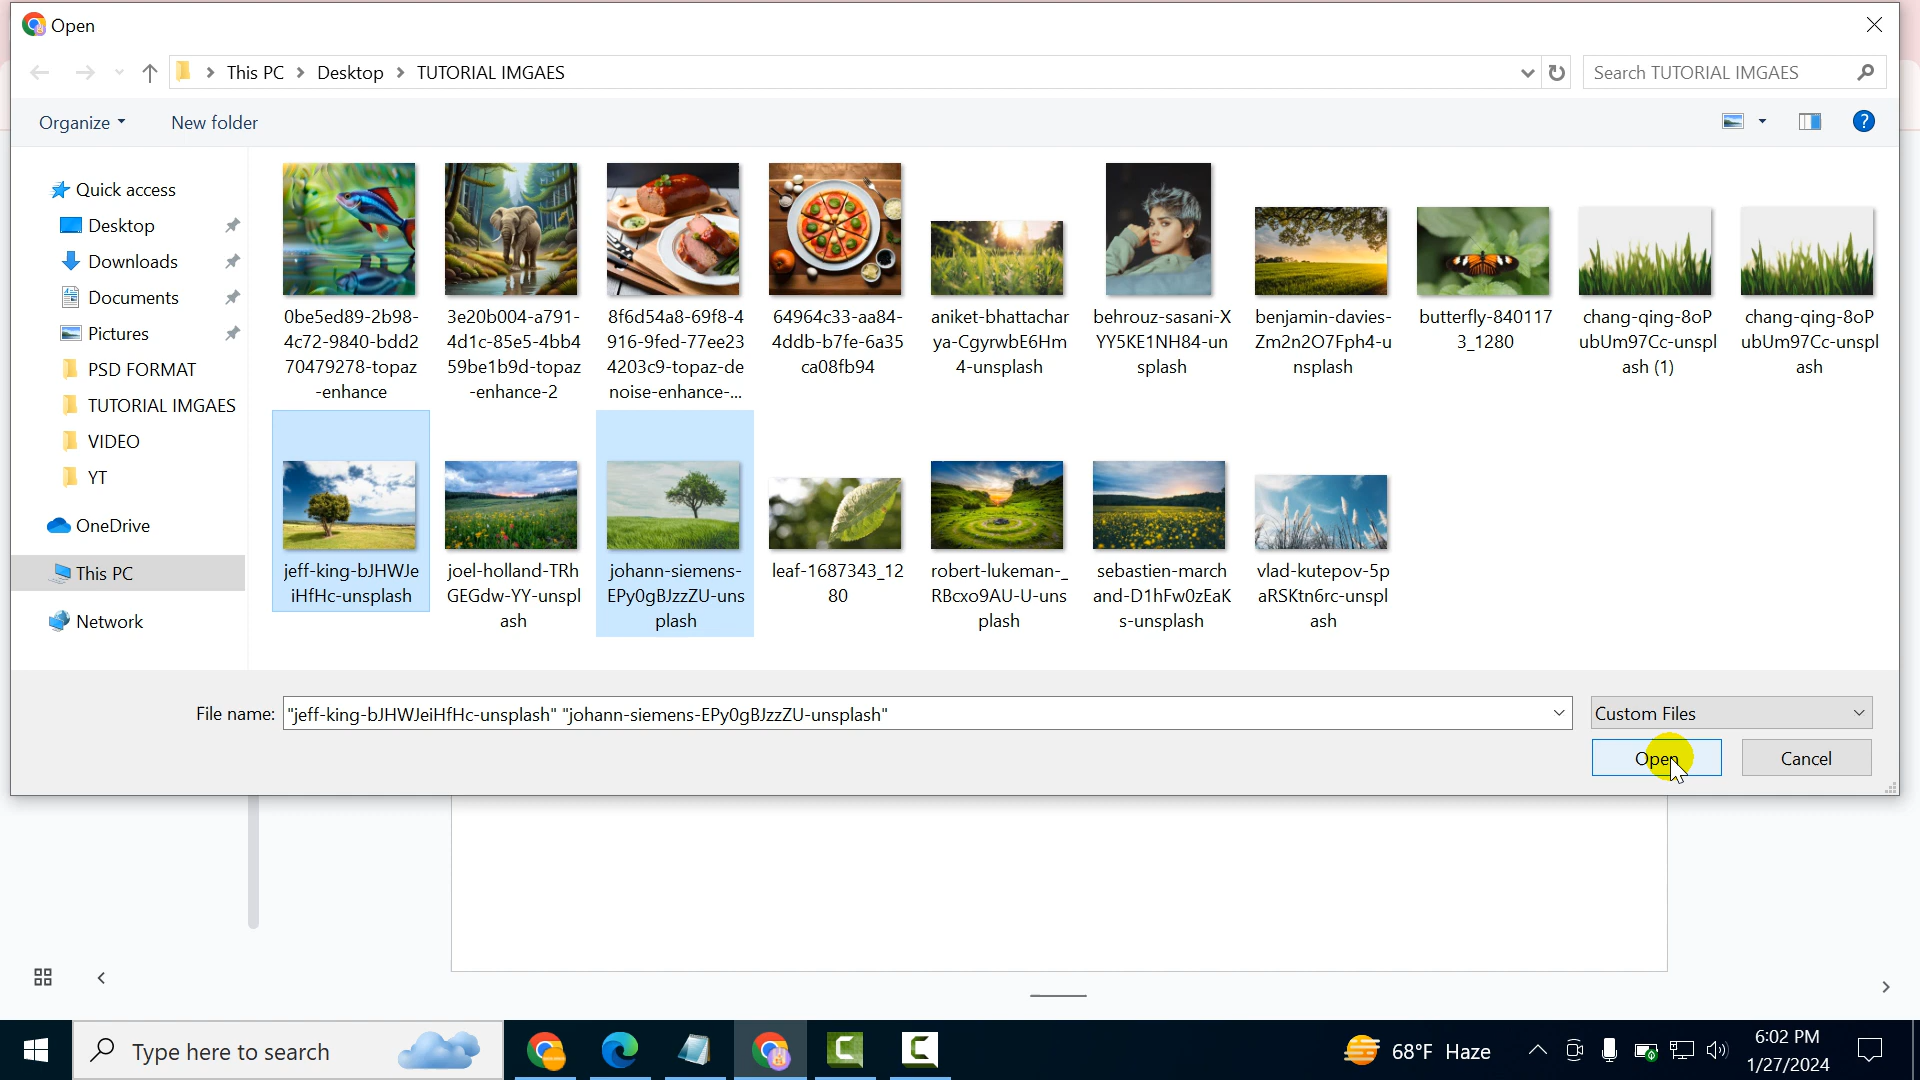 Open
This PC
Desktop
TUTORIAL IMGAES
Search TUTORIAL IMGAES
Organize
New folder
?
Quick access
Desktop
Downloads
Documents
Pictures
PSD FORMAT
TUTORIAL IMGAES
VIDEO
YT
OneDrive
This PC
Network
0be5ed89-2b98-
4c72-9840-bdd2
70479278-topaz
-enhance
3e20b004-a791-
4d1c-85e5-4bb4
59be1b9d-topaz
-enhance-2
8f6d54a8-69f8-4
916-9fed-77ee23
4203c9-topaz-de
noise-enhance-...
64964c33-aa84-
4ddb-b7fe-6a35
ca08fb94
aniket-bhattachar
ya-CgyrwbE6Hm
4-unsplash
behrouz-sasani-X
YY5KE1NH84-un
splash
benjamin-davies-
Zm2n2O7Fph4-u
nsplash
butterfly-840117
3_1280
chang-qing-8oP
ubUm97Cc-unspl
ash (1)
chang-qing-8oP
ubUm97Cc-unspl
ash
jeff-king-bJHWJe
iHfHc-unsplash
joel-holland-TRh
GEGdw-YY-unspl
ash
johann-siemens-
EPy0gBJzzZU-uns
plash
leaf-1687343_12
80
robert-lukeman-_
RBcxo9AU-U-uns
plash
sebastien-march
and-D1hFw0zEaK
s-unsplash
vlad-kutepov-5p
aRSKtn6rc-unspl
ash
File name:
"jeff-king-bJHWJeiHfHc-unsplash" "johann-siemens-EPy0gBJzzZU-unsplash"
Custom Files
Open
Cancel
Type here to search
68°F Haze
6:02 PM
1/27/2024